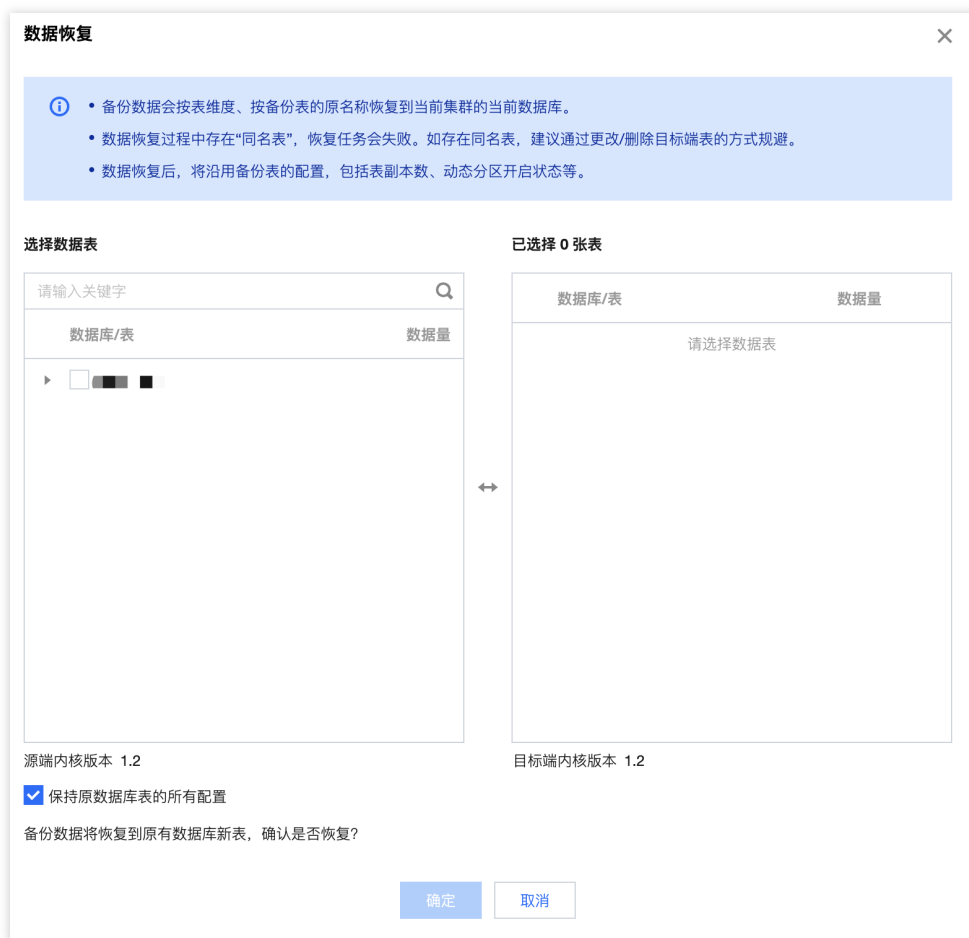 数据恢复
备份数据会按表维度、按备份表的原名称恢复到当前集群的当前数据库。
数据恢复过程中存在“同名表”，恢复任务会失败。如存在同名表，建议通过更改/删除目标端表的方式规避。
数据恢复后，将沿用备份表的配置，包括表副本数、动态分区开启状态等。
选择数据表
已选择 0 张表
请输入关键字
数据库/表 数据量
数据库/表 数据量
请选择数据表
源端内核版本 1.2
目标端内核版本 1.2
保持原数据库表的所有配置
备份数据将恢复到原有数据库新表，确认是否恢复?
确定
取消